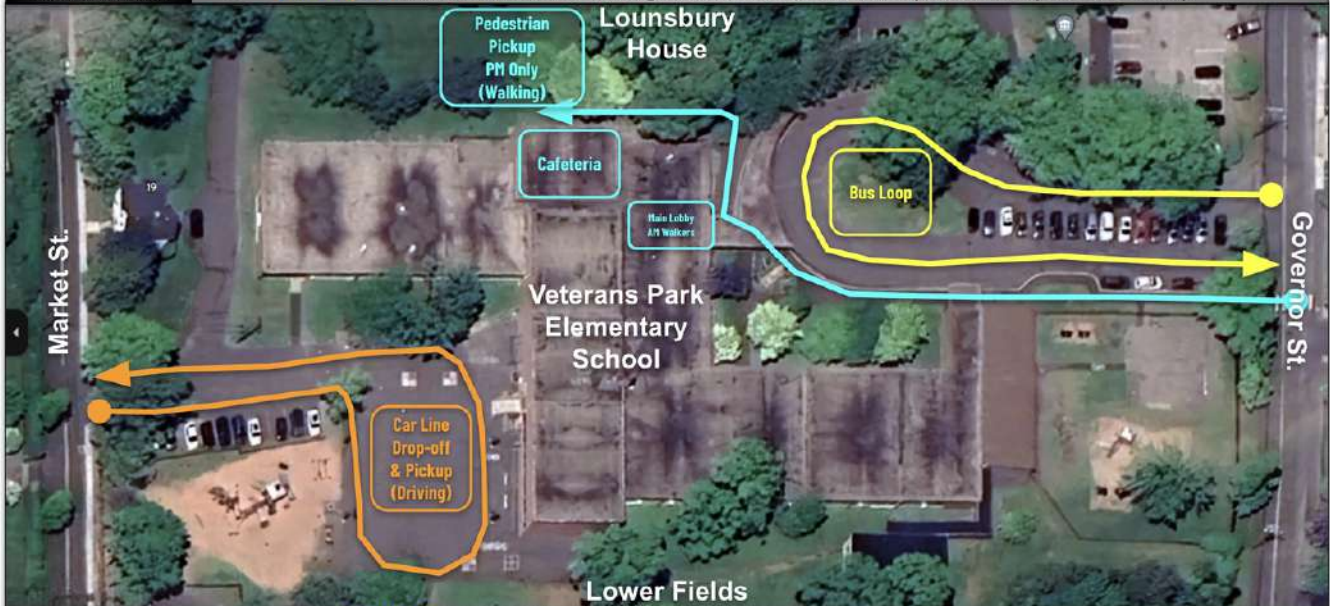 Pedestrian
Pickup
PM Only
(Walking)
Lounsbury
House
Cafeteria
Main Lobby
AM Walkers
Bus Loop
19
Market St.
Governor St.
Veterans Park
Elementary
School
Car Line
Drop-off
& Pickup
(Driving)
Lower Fields